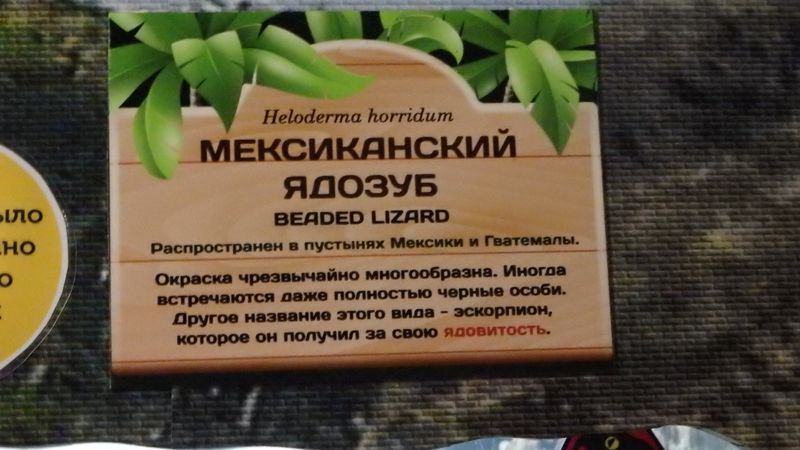 Heloderma horridum
МЕКСИКАНСКИЙ
ЯДОЗУБ
BEADED LIZARD
Распространен в пустынях Мексики и Гватемалы.
Окраска чрезвычайно многообразна. Иногда
встречаются даже полностью черные особи.
Другое название этого вида - эскорпион,
которое он получил за свою ядовитость.